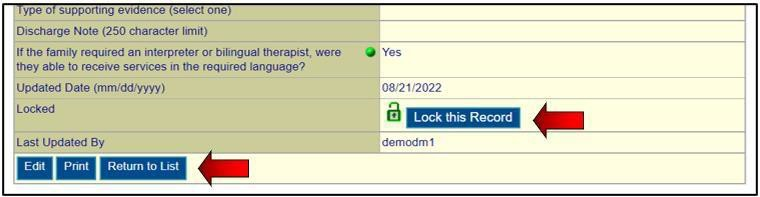 Type of supporting evidence (select one)
Discharge Note (250 character limit)
If the family required an interpreter or bilingual therapist, were they able to receive services in the required language?
Yes
Updated Date (mm/dd/yyyy)
08/21/2022
Locked
Lock this Record
Last Updated By
demodm1
Edit Print Return to List